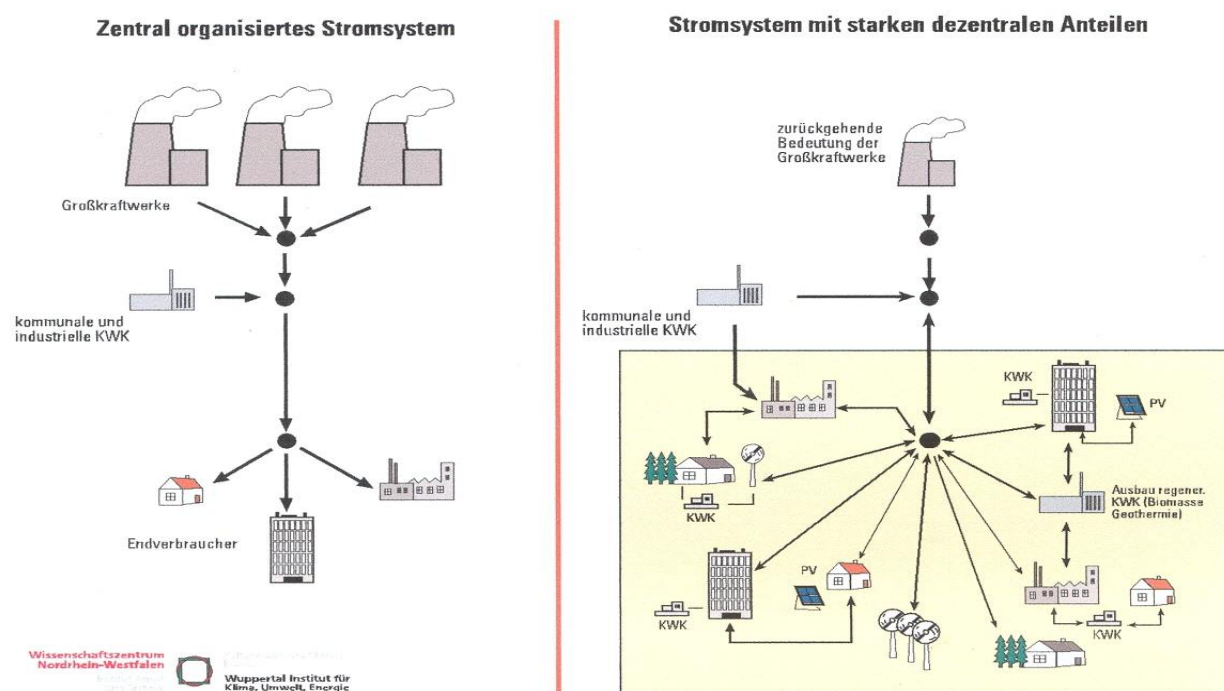 Zentral organisiertes Stromsystem
Großkraftwerke
kommunale und
industrielle KWK
Endverbraucher
Wissenschaftszentrum
Nordrhein-Westfalen
Wuppertal Institut für
Klima, Umwelt, Energie
Stromsystem mit starken dezentralen Anteilen
zurückgehende
Bedeutung der
Großkraftwerke
kommunale und
industrielle KWK
KWK
PV
KWK
Ausbau regener.
KWK (Biomasse
Geothermie)
PV
KWK
KWK